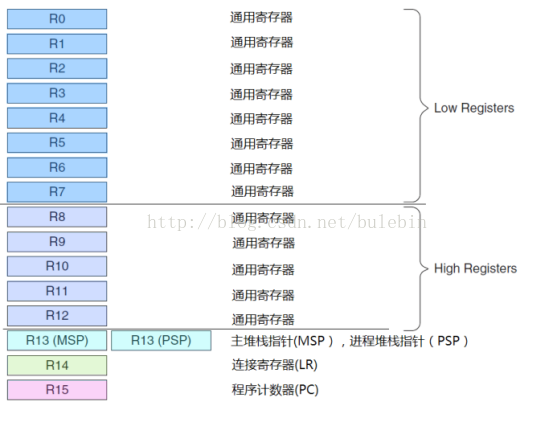 R0 通用寄存器
R1 通用寄存器
R2 通用寄存器
R3 通用寄存器
R4 通用寄存器
Low Registers
R5 通用寄存器
R6 通用寄存器
R7 通用寄存器
R8 通用寄存器
http://blog.csdn.net/bulebin
R9 通用寄存器
R10 通用寄存器
High Registers
R11 通用寄存器
R12 通用寄存器
R13 (MSP) R13 (PSP) 主堆栈指针(MSP），进程堆栈指针（PSP）
R14 连接寄存器(LR)
R15 程序计数器(PC)